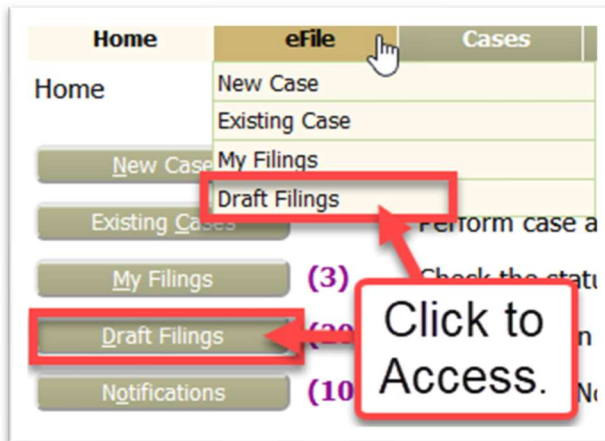 Home eFile Cases
Home
New Case
Existing Case
My Filings
Draft Filings
New Case
Existing Cases
Perform case a
My Filings (3)
Check the statu
Draft Filings
n
Notifications (10
No
Click to
Access.